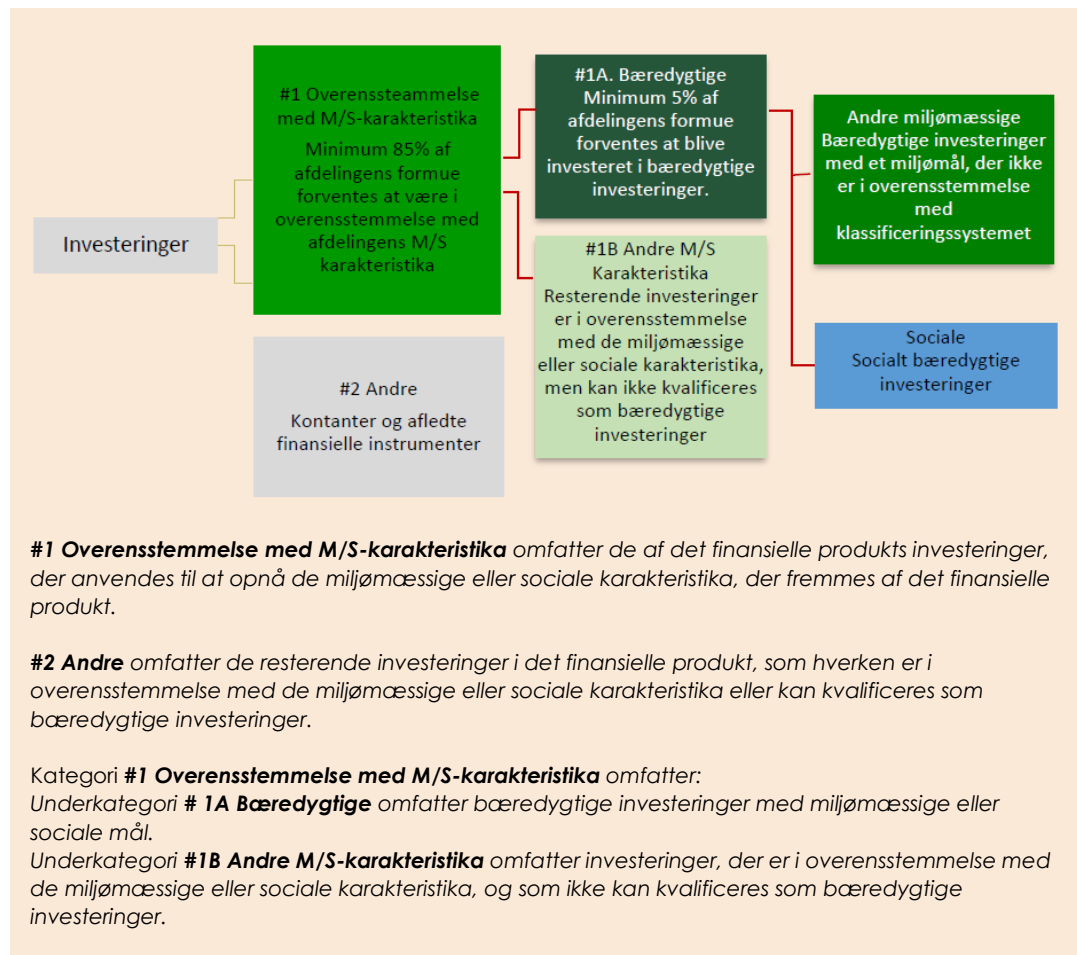 Investeringer
#1 Overenssteammelse
med M/S-karakteristika
Minimum 85% af
afdelingens formue
forventes at være i
overensstemmelse med
afdelingens M/S
karakteristika
#2 Andre
Kontanter og afledte
finansielle instrumenter
#1A. Bæredygtige
Minimum 5% af
afdelingens formue
forventes at blive
investeret i bæredygtige
investeringer.
#1B Andre M/S
Karakteristika
Resterende investeringer
er i overensstemmelse
med de miljømæssige
eller sociale karakteristika,
men kan ikke kvalificeres
som bæredygtige
investeringer
Andre miljømæssige
Bæredygtige investeringer
med et miljømål, der ikke
er i overensstemmelse
med
klassificeringssystemet
Sociale
Socialt bæredygtige
investeringer
#1 Overensstemmelse med M/S-karakteristika omfatter de af det finansielle produkts investeringer,
der anvendes til at opnå de miljømæssige eller sociale karakteristika, der fremmes af det finansielle
produkt.
#2 Andre omfatter de resterende investeringer i det finansielle produkt, som hverken er i
overensstemmelse med de miljømæssige eller sociale karakteristika eller kan kvalificeres som
bæredygtige investeringer.
Kategori #1 Overensstemmelse med M/S-karakteristika omfatter:
Underkategori # 1A Bæredygtige omfatter bæredygtige investeringer med miljømæssige eller
sociale mål.
Underkategori #1B Andre M/S-karakteristika omfatter investeringer, der er i overensstemmelse med
de miljømæssige eller sociale karakteristika, og som ikke kan kvalificeres som bæredygtige
investeringer.